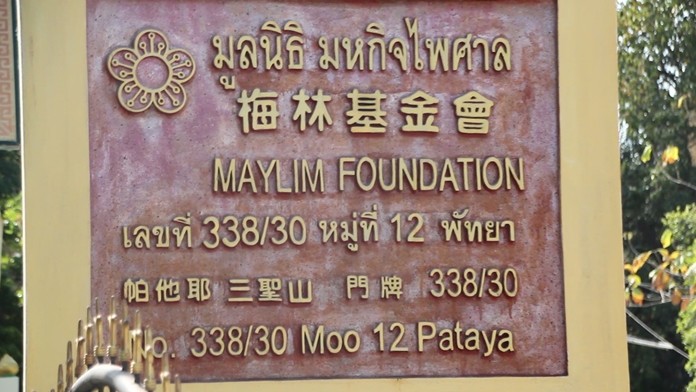 มูลนิธิ มหกิจไพศาล
梅林基金會
MAYLIM FOUNDATION
เลขที่ 338/30 หมู่ที่ 12 พัทยา
帕他耶 三聖山 門牌 338/30
No. 338/30 Moo 12 Pataya